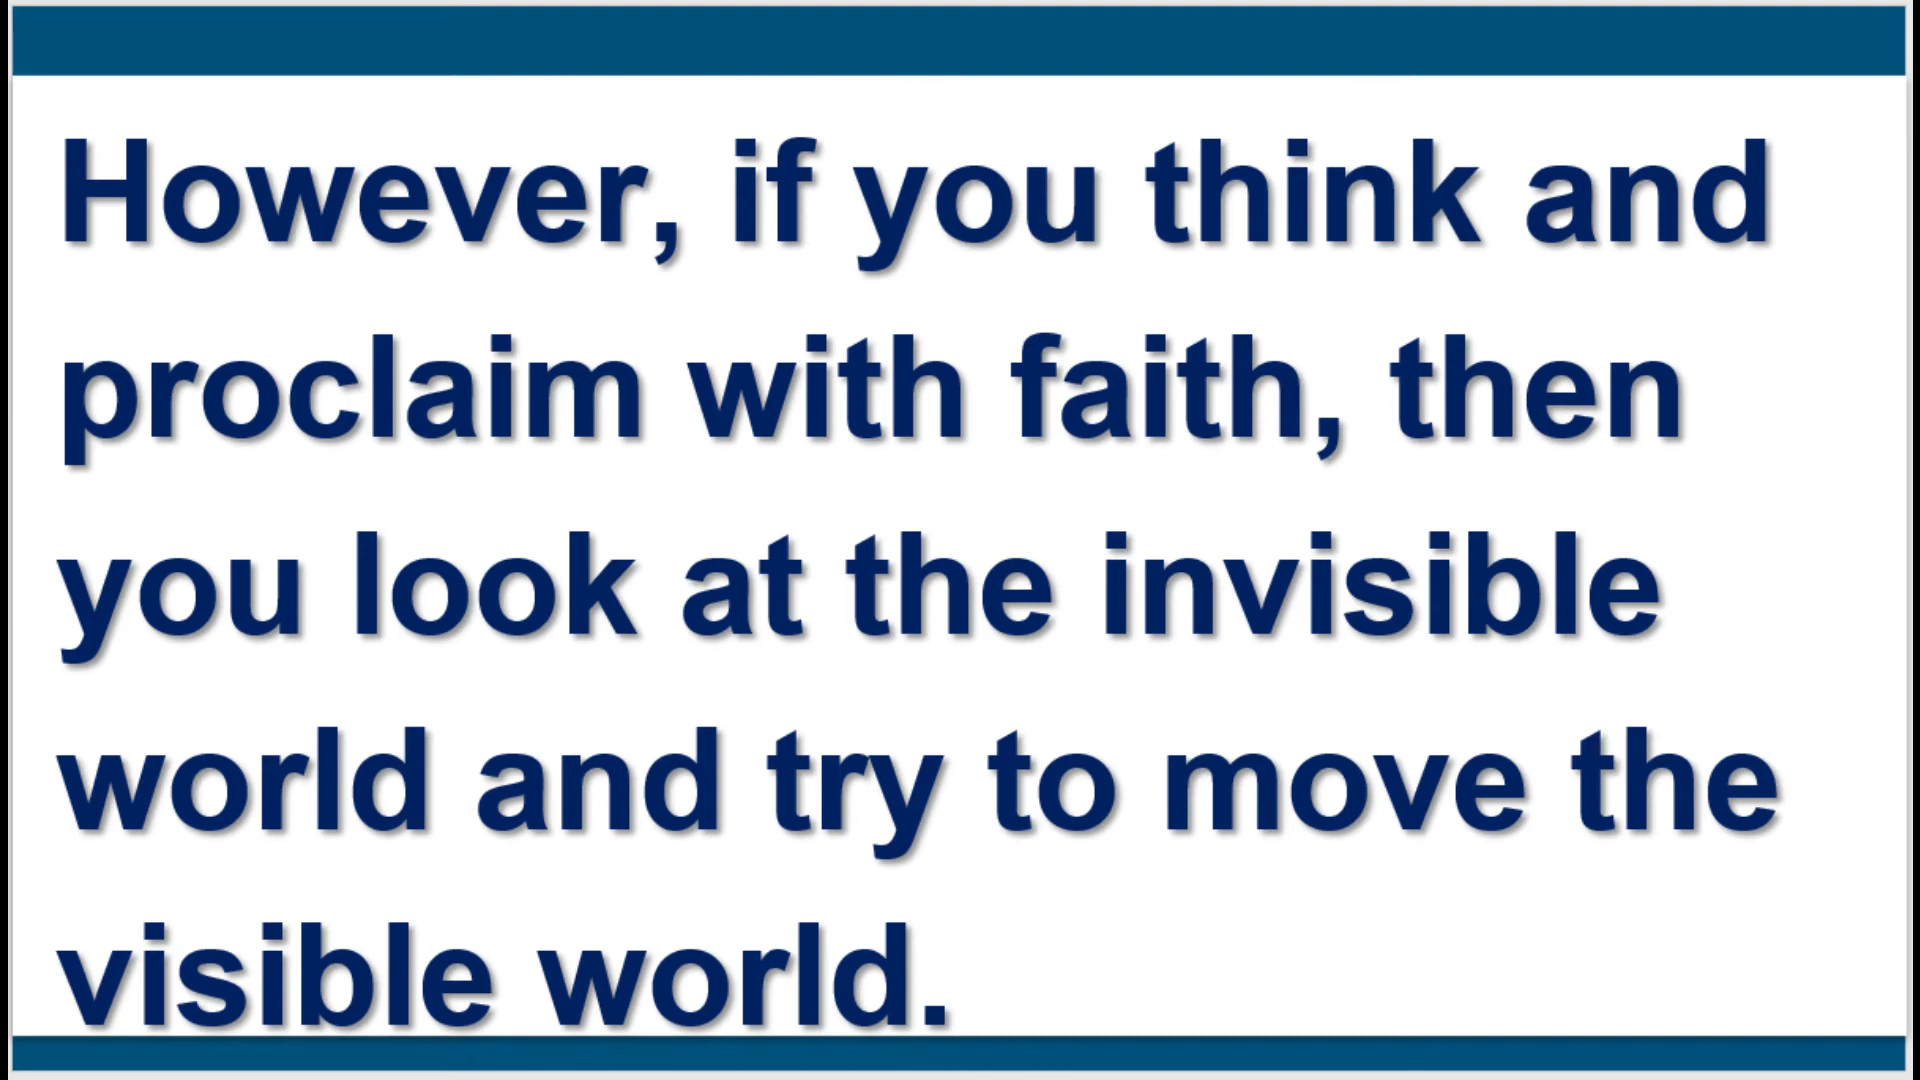 However, if you think and
proclaim with faith, then
you look at the invisible
world and try to move the
visible world.